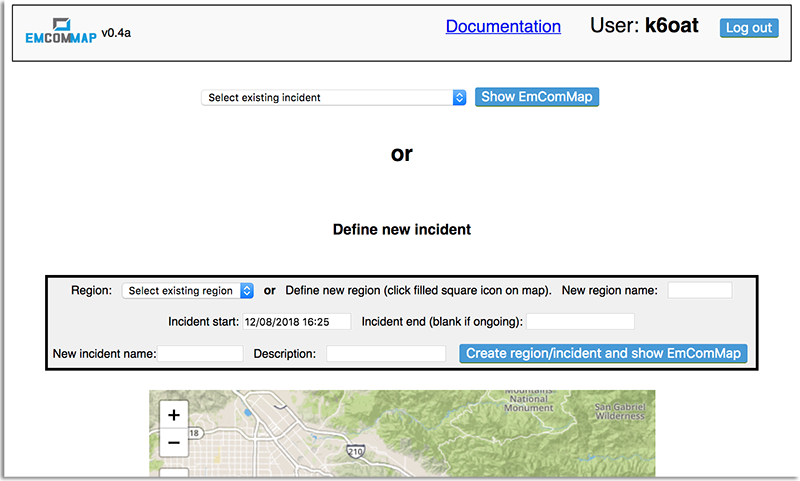 EMCOMMAP v0.4a Documentation User: k6oat Log out
Select existing incident Show EmComMap
or
Define new incident
Region: Select existing region or Define new region (click filled square icon on map). New region name:
Incident start: 12/08/2018 16:25 Incident end (blank if ongoing):
New incident name: Description: Create region/incident and show EmComMap
+
−
18
210
Mountains
National
Monument
San Gabriel
Wilderness